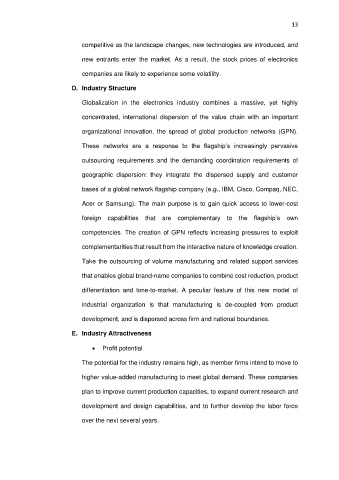 13
competitive as the landscape changes, new technologies are introduced, and
new entrants enter the market. As a result, the stock prices of electronics
companies are likely to experience some volatility.
D. Industry Structure
Globalization in the electronics industry combines a massive, yet highly
concentrated, international dispersion of the value chain with an important
organizational innovation, the spread of global production networks (GPN).
These networks are a response to the flagship's increasingly pervasive
outsourcing requirements and the demanding coordination requirements of
geographic dispersion: they integrate the dispersed supply and customer
bases of a global network flagship company (e.g., IBM, Cisco, Compaq, NEC,
Acer or Samsung). The main purpose is to gain quick access to lower-cost
foreign capabilities that are complementary to the flagship's own
competencies. The creation of GPN reflects increasing pressures to exploit
complementarities that result from the interactive nature of knowledge creation.
Take the outsourcing of volume manufacturing and related support services
that enables global brand-name companies to combine cost reduction, product
differentiation and time-to-market. A peculiar feature of this new model of
industrial organization is that manufacturing is de-coupled from product
development, and is dispersed across firm and national boundaries.
E. Industry Attractiveness
• Profit potential
The potential for the industry remains high, as member firms intend to move to
higher value-added manufacturing to meet global demand. These companies
plan to improve current production capacities, to expand current research and
development and design capabilities, and to further develop the labor force
over the next several years.